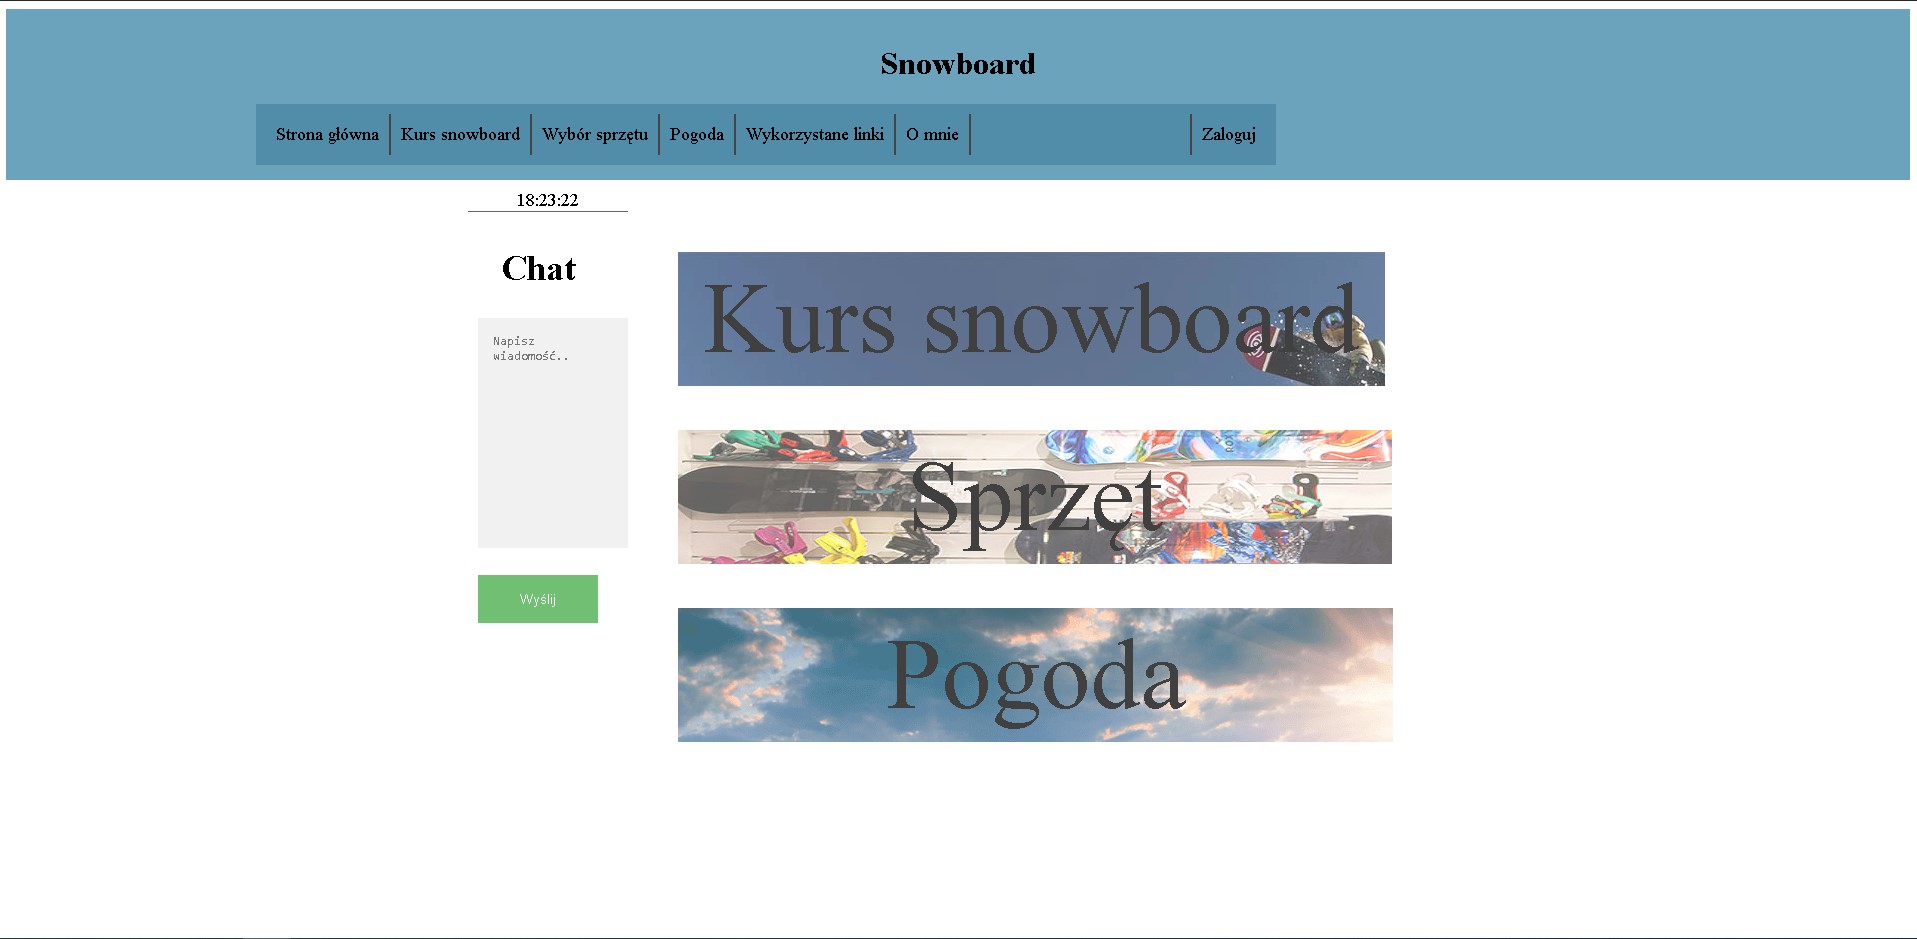 Snowboard
Strona główna Kurs snowboard Wybór sprzętu Pogoda Wykorzystane linki O mnie Zaloguj
18:23:22
Chat
Napisz
wiadomość..
Wyślij
Kurs snowboard
Sprzęt
Pogoda